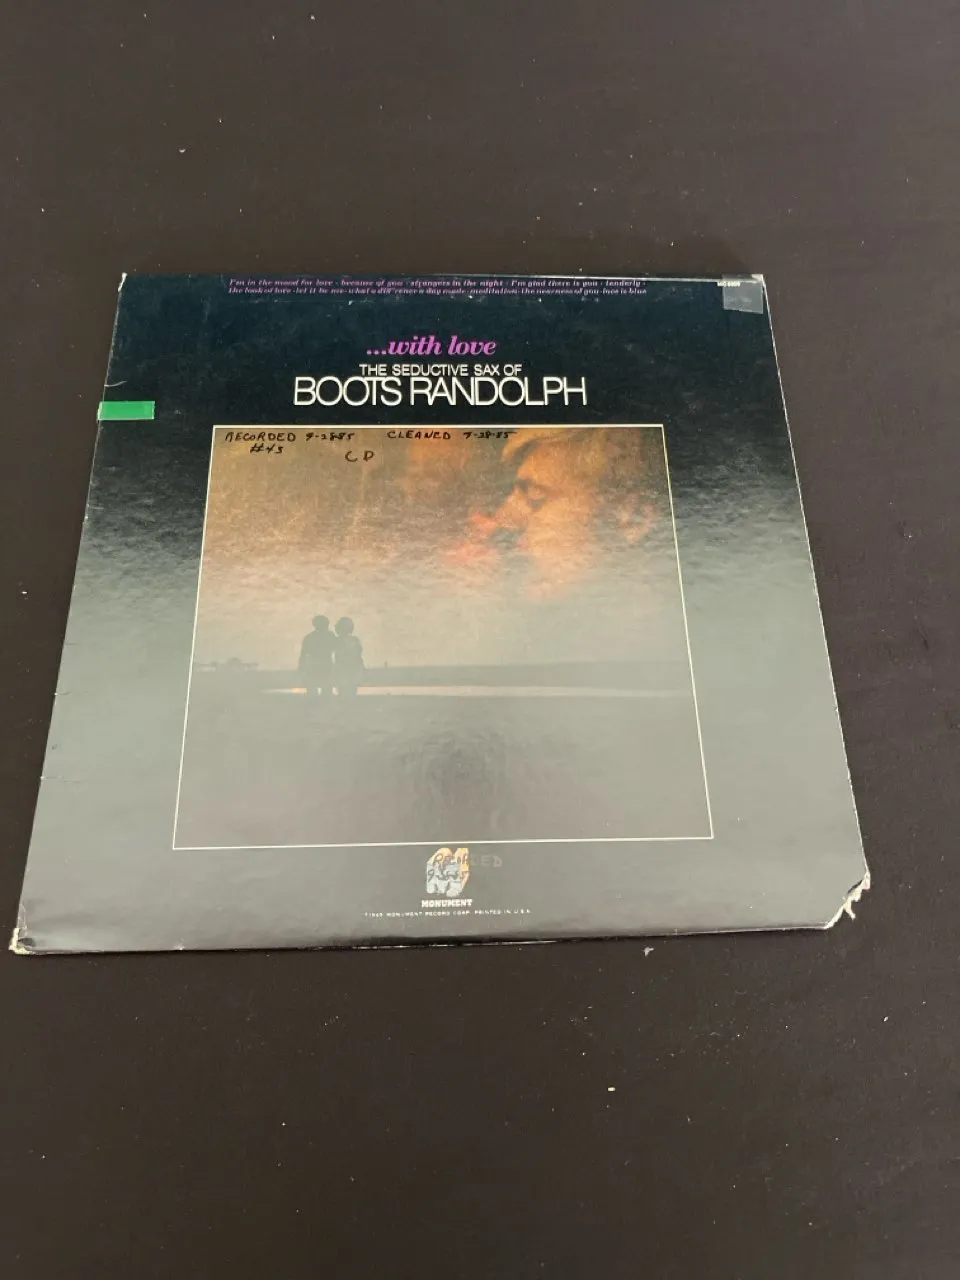 I'm in the mood for love · because of you · strangers in the night · I'm glad there is you · tenderly ·
the look of love · let it be me · what a diff'rence a day made · meditation · the nearness of you · love is blue
...with love
THE SEDUCTIVE SAX OF
BOOTS RANDOLPH
RECORDED 9-28-85 CLEANED 9-28-85
#43 CD
RECORDED
MONUMENT
MONUMENT RECORD CORP. PRINTED IN U.S.A.